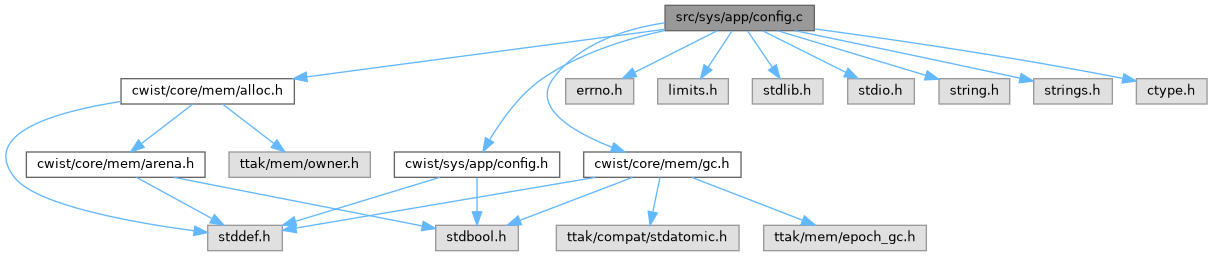 src/sys/app/config.c
cwist/core/mem/alloc.h
errno.h
limits.h
stdlib.h
stdio.h
string.h
strings.h
ctype.h
cwist/core/mem/arena.h
ttak/mem/owner.h
cwist/sys/app/config.h
cwist/core/mem/gc.h
stddef.h
stdbool.h
ttak/compat/stdatomic.h
ttak/mem/epoch_gc.h